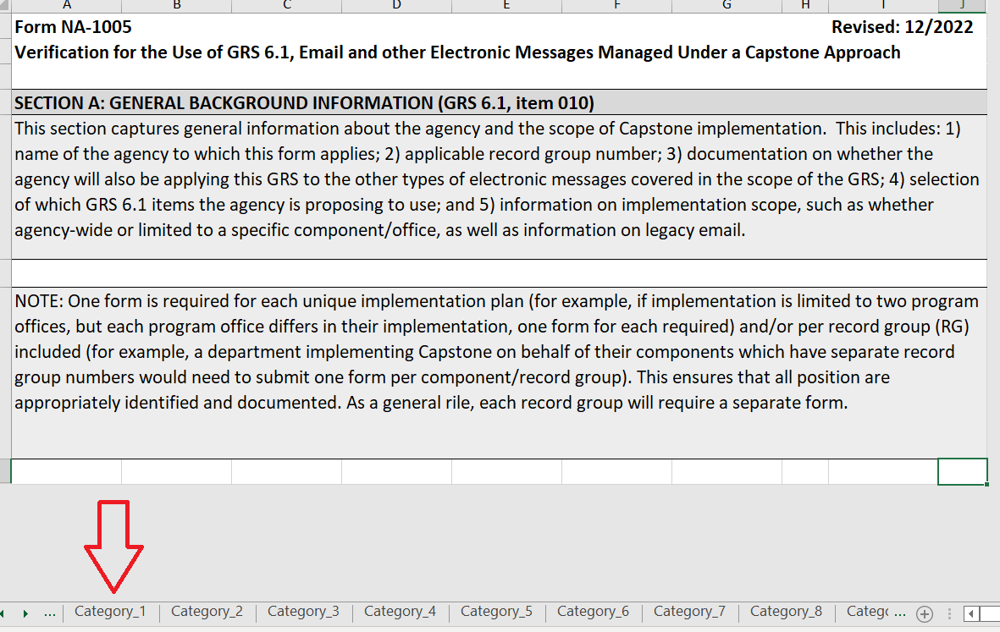 A B C D E F G H I J
Form NA-1005 Revised: 12/2022
Verification for the Use of GRS 6.1, Email and other Electronic Messages Managed Under a Capstone Approach
SECTION A: GENERAL BACKGROUND INFORMATION (GRS 6.1, item 010)
This section captures general information about the agency and the scope of Capstone implementation.  This includes: 1)
name of the agency to which this form applies; 2) applicable record group number; 3) documentation on whether the
agency will also be applying this GRS to the other types of electronic messages covered in the scope of the GRS; 4) selection
of which GRS 6.1 items the agency is proposing to use; and 5) information on implementation scope, such as whether
agency-wide or limited to a specific component/office, as well as information on legacy email.
NOTE: One form is required for each unique implementation plan (for example, if implementation is limited to two program
offices, but each program office differs in their implementation, one form for each required) and/or per record group (RG)
included (for example, a department implementing Capstone on behalf of their components which have separate record
group numbers would need to submit one form per component/record group). This ensures that all position are
appropriately identified and documented. As a general rile, each record group will require a separate form.
... Category_1 Category_2 Category_3 Category_4 Category_5 Category_6 Category_7 Category_8 Categ ...